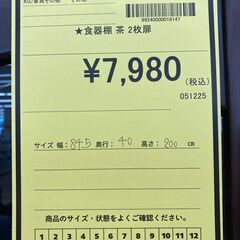 99240000018147
★食器棚 茶 2枚扉
¥7,980
(税込)
051225
サイズ 幅: 84.5 奥行: 40 高さ: 200 cm
商品のサイズ・状態をよくご確認ください。
1 2 3 4 5 6 7 8 9 10 11 12